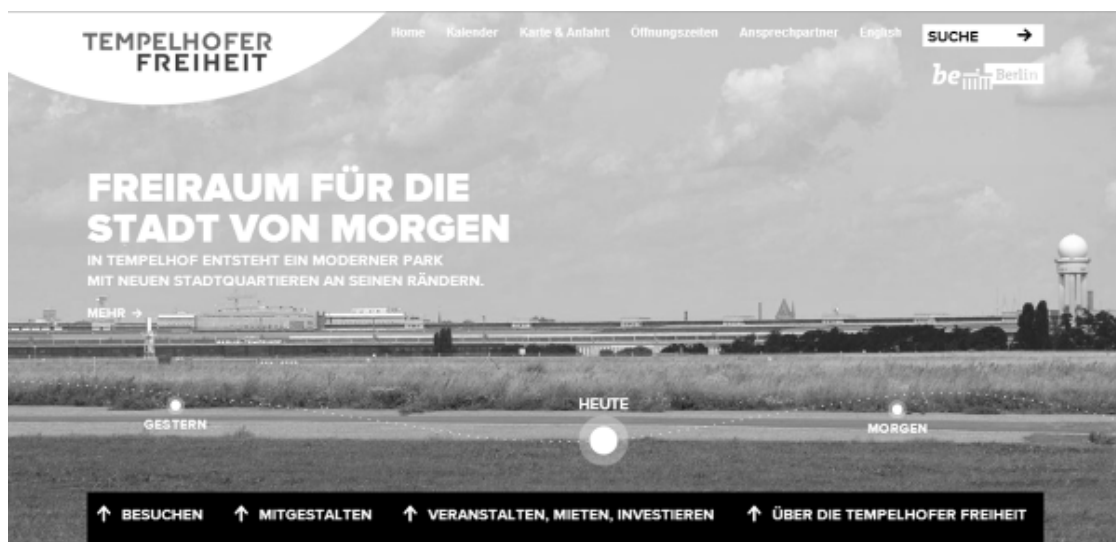 TEMPELHOFER
FREIHEIT
Home Kalender Karte & Anfahrt Öffnungszeiten Ansprechpartner English
SUCHE →
be Berlin
FREIRAUM FÜR DIE
STADT VON MORGEN
IN TEMPELHOF ENTSTEHT EIN MODERNER PARK
MIT NEUEN STADTQUARTIEREN AN SEINEN RÄNDERN.
MEHR →
BERLIN-TEMPELHOF
HEUTE
GESTERN
MORGEN
↑ BESUCHEN ↑ MITGESTALTEN ↑ VERANSTALTEN, MIETEN, INVESTIEREN ↑ ÜBER DIE TEMPELHOFER FREIHEIT